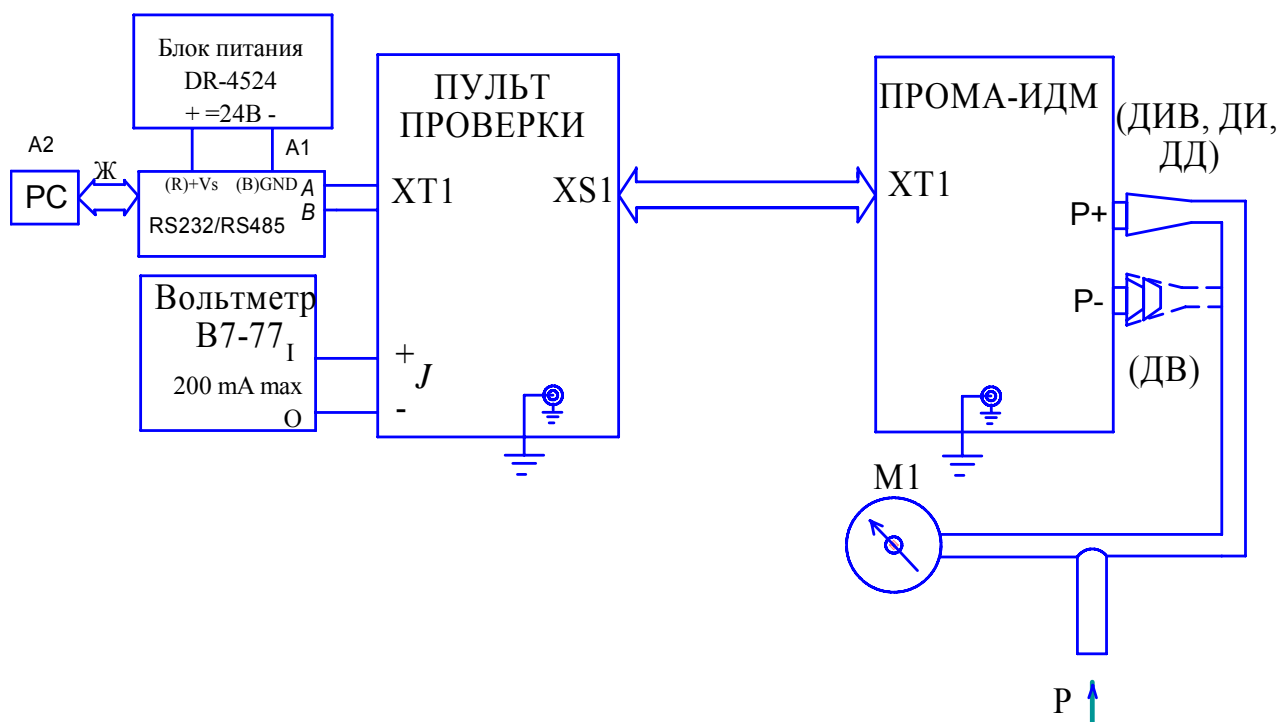 Блок питания
DR-4524
+ =24В -
A2
Ж
A1
PC
(R)+Vs
(B)GND
A
B
RS232/RS485
Вольтметр
В7-77
I
200 mA max
O
ПУЛЬТ
ПРОВЕРКИ
XT1
XS1
+
J
-
ПРОМА-ИДМ
XT1
(ДИВ, ДИ,
ДД)
P+
P-
(ДВ)
М1
Р